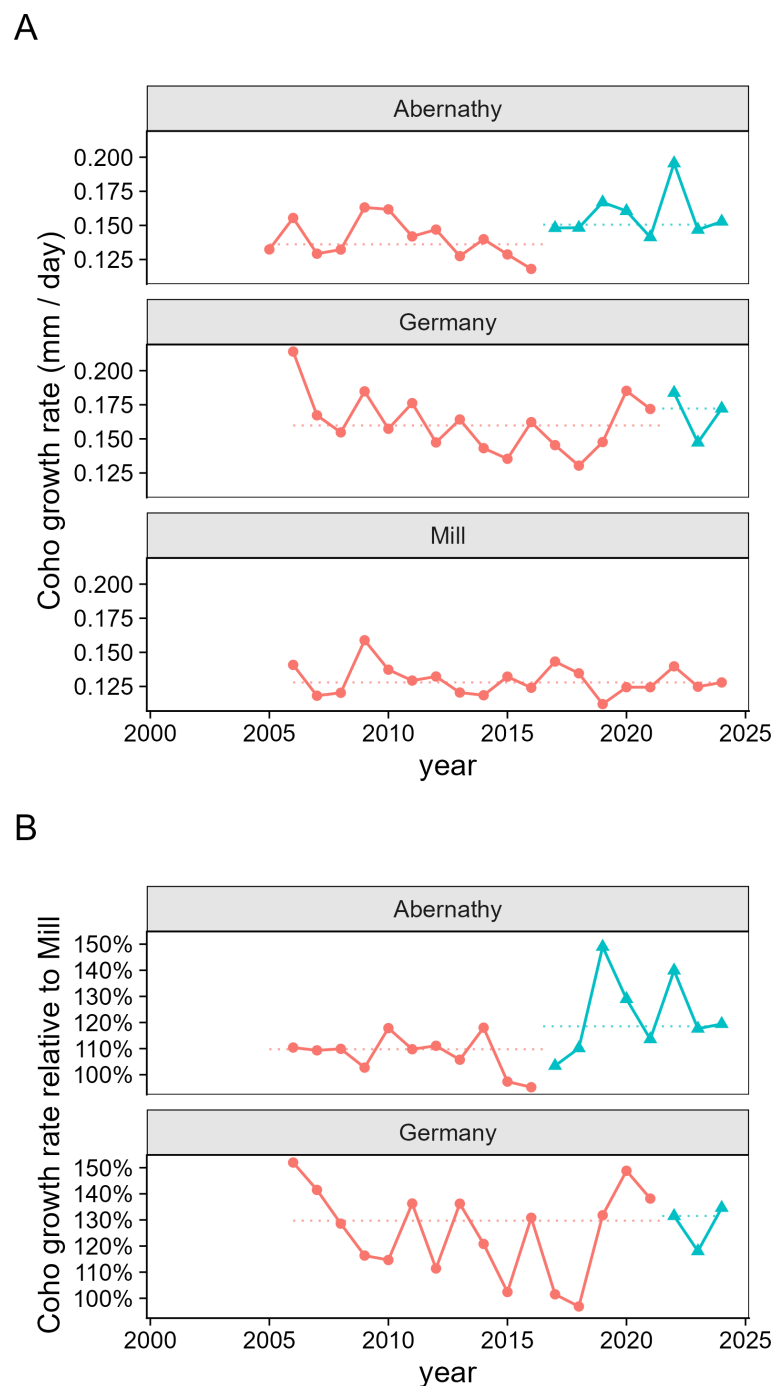 A
Abernathy
0.200
0.175
0.150
0.125
Germany
0.200
0.175
0.150
0.125
Mill
0.200
0.175
0.150
0.125
Coho growth rate (mm / day)
2000 2005 2010 2015 2020 2025
year
B
Abernathy
150%
140%
130%
120%
110%
100%
Germany
150%
140%
130%
120%
110%
100%
Coho growth rate relative to Mill
2000 2005 2010 2015 2020 2025
year